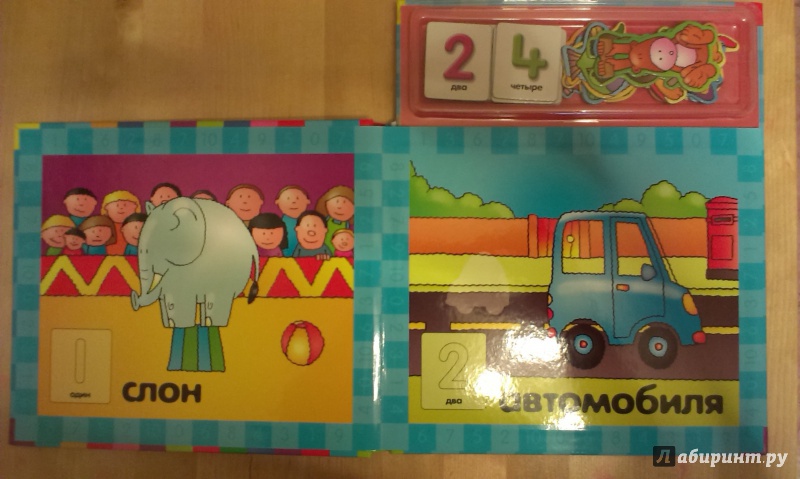 2
два
4
четыре
1
один
слон
2
два
автомобиля
Лабиринт.ру